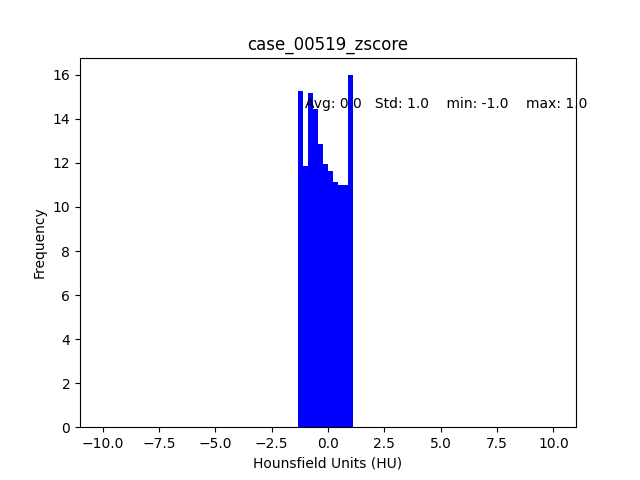 case_00519_zscore
Avg: 0.0   Std: 1.0    min: -1.0    max: 1.0
16
14
12
10
8
6
4
2
0
Frequency
−10.0 −7.5 −5.0 −2.5 0.0 2.5 5.0 7.5 10.0
Hounsfield Units (HU)